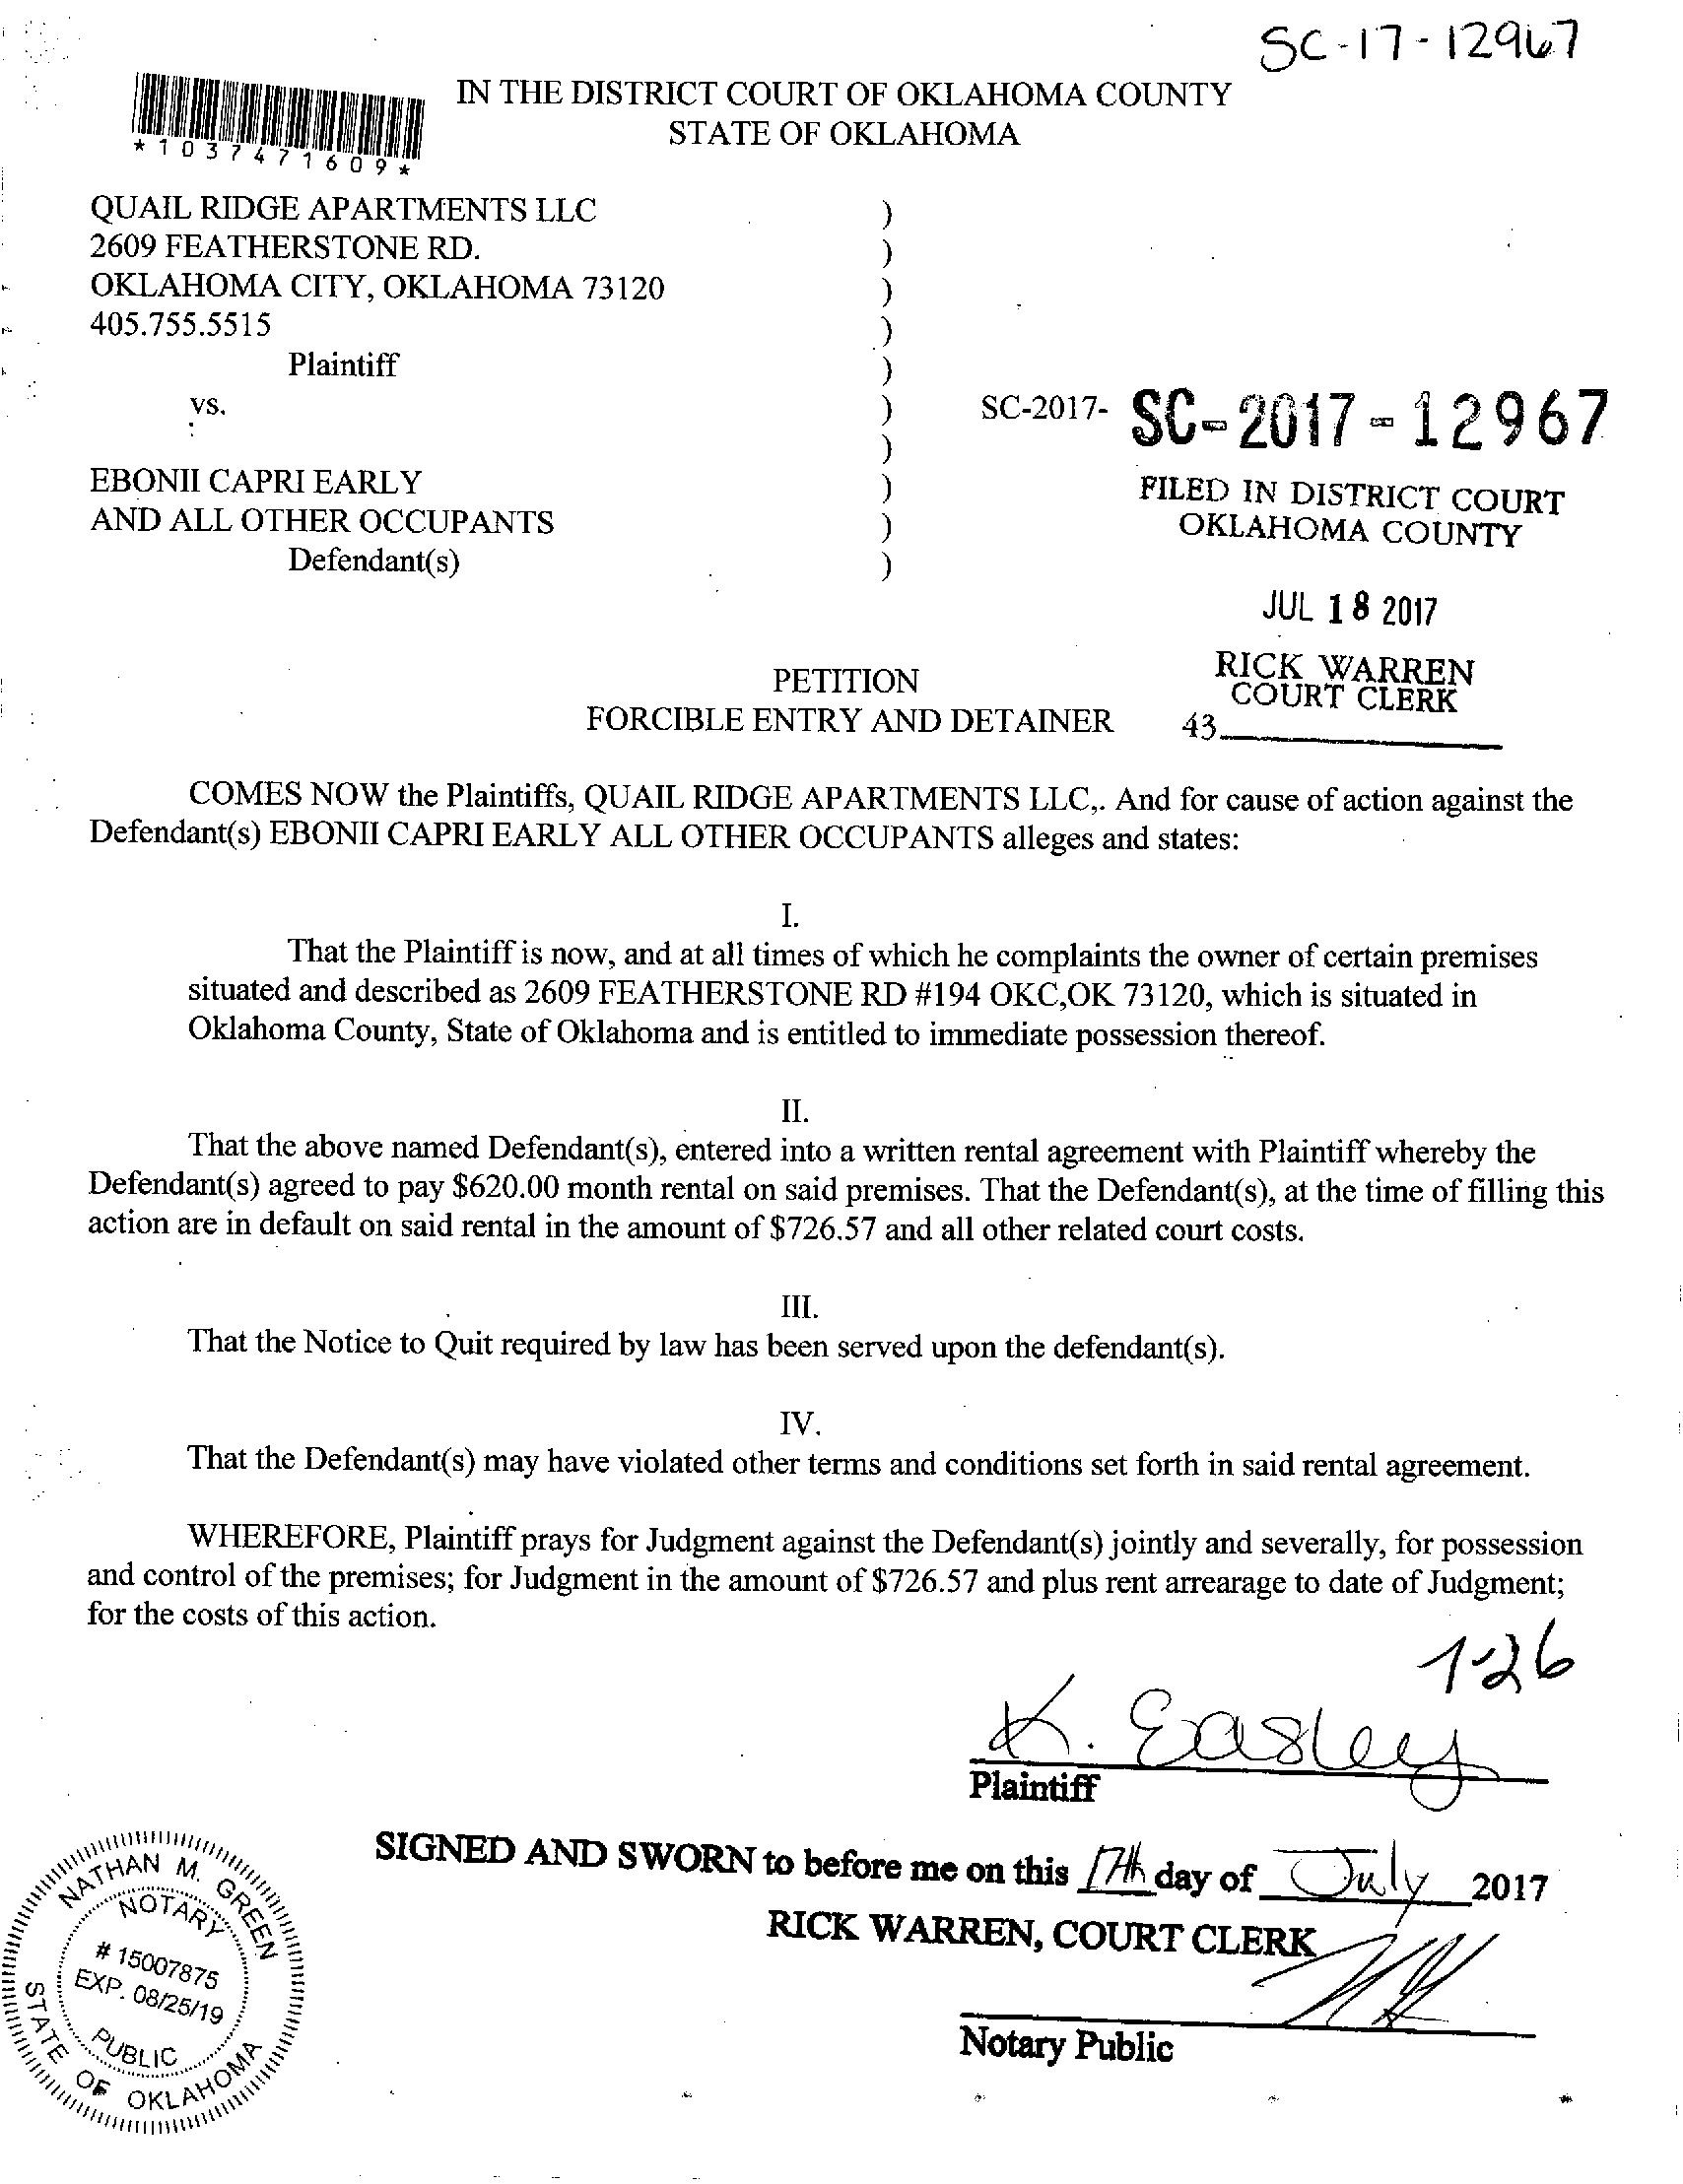 SC-17-12967
*1037471609*
IN THE DISTRICT COURT OF OKLAHOMA COUNTY
STATE OF OKLAHOMA
QUAIL RIDGE APARTMENTS LLC )
2609 FEATHERSTONE RD. )
OKLAHOMA CITY, OKLAHOMA 73120 )
405.755.5515 )
Plaintiff )
vs. ) SC-2017- SC-2017-12967
)
EBONII CAPRI EARLY )
AND ALL OTHER OCCUPANTS )
Defendant(s) )
FILED IN DISTRICT COURT
OKLAHOMA COUNTY
JUL 18 2017
RICK WARREN
COURT CLERK
43
PETITION
FORCIBLE ENTRY AND DETAINER
COMES NOW the Plaintiffs, QUAIL RIDGE APARTMENTS LLC,. And for cause of action against the
Defendant(s) EBONII CAPRI EARLY ALL OTHER OCCUPANTS alleges and states:
I.
That the Plaintiff is now, and at all times of which he complaints the owner of certain premises
situated and described as 2609 FEATHERSTONE RD #194 OKC,OK 73120, which is situated in
Oklahoma County, State of Oklahoma and is entitled to immediate possession thereof.
II.
That the above named Defendant(s), entered into a written rental agreement with Plaintiff whereby the
Defendant(s) agreed to pay $620.00 month rental on said premises. That the Defendant(s), at the time of filling this
action are in default on said rental in the amount of $726.57 and all other related court costs.
III.
That the Notice to Quit required by law has been served upon the defendant(s).
IV.
That the Defendant(s) may have violated other terms and conditions set forth in said rental agreement.
WHEREFORE, Plaintiff prays for Judgment against the Defendant(s) jointly and severally, for possession
and control of the premises; for Judgment in the amount of $726.57 and plus rent arrearage to date of Judgment;
for the costs of this action.
7-26
K. Easley
Plaintiff
SIGNED AND SWORN to before me on this 17th day of July 2017
RICK WARREN, COURT CLERK
Notary Public
NATHAN M. GREEN
NOTARY
# 15007875
EXP. 08/25/19
PUBLIC
STATE OF OKLAHOMA